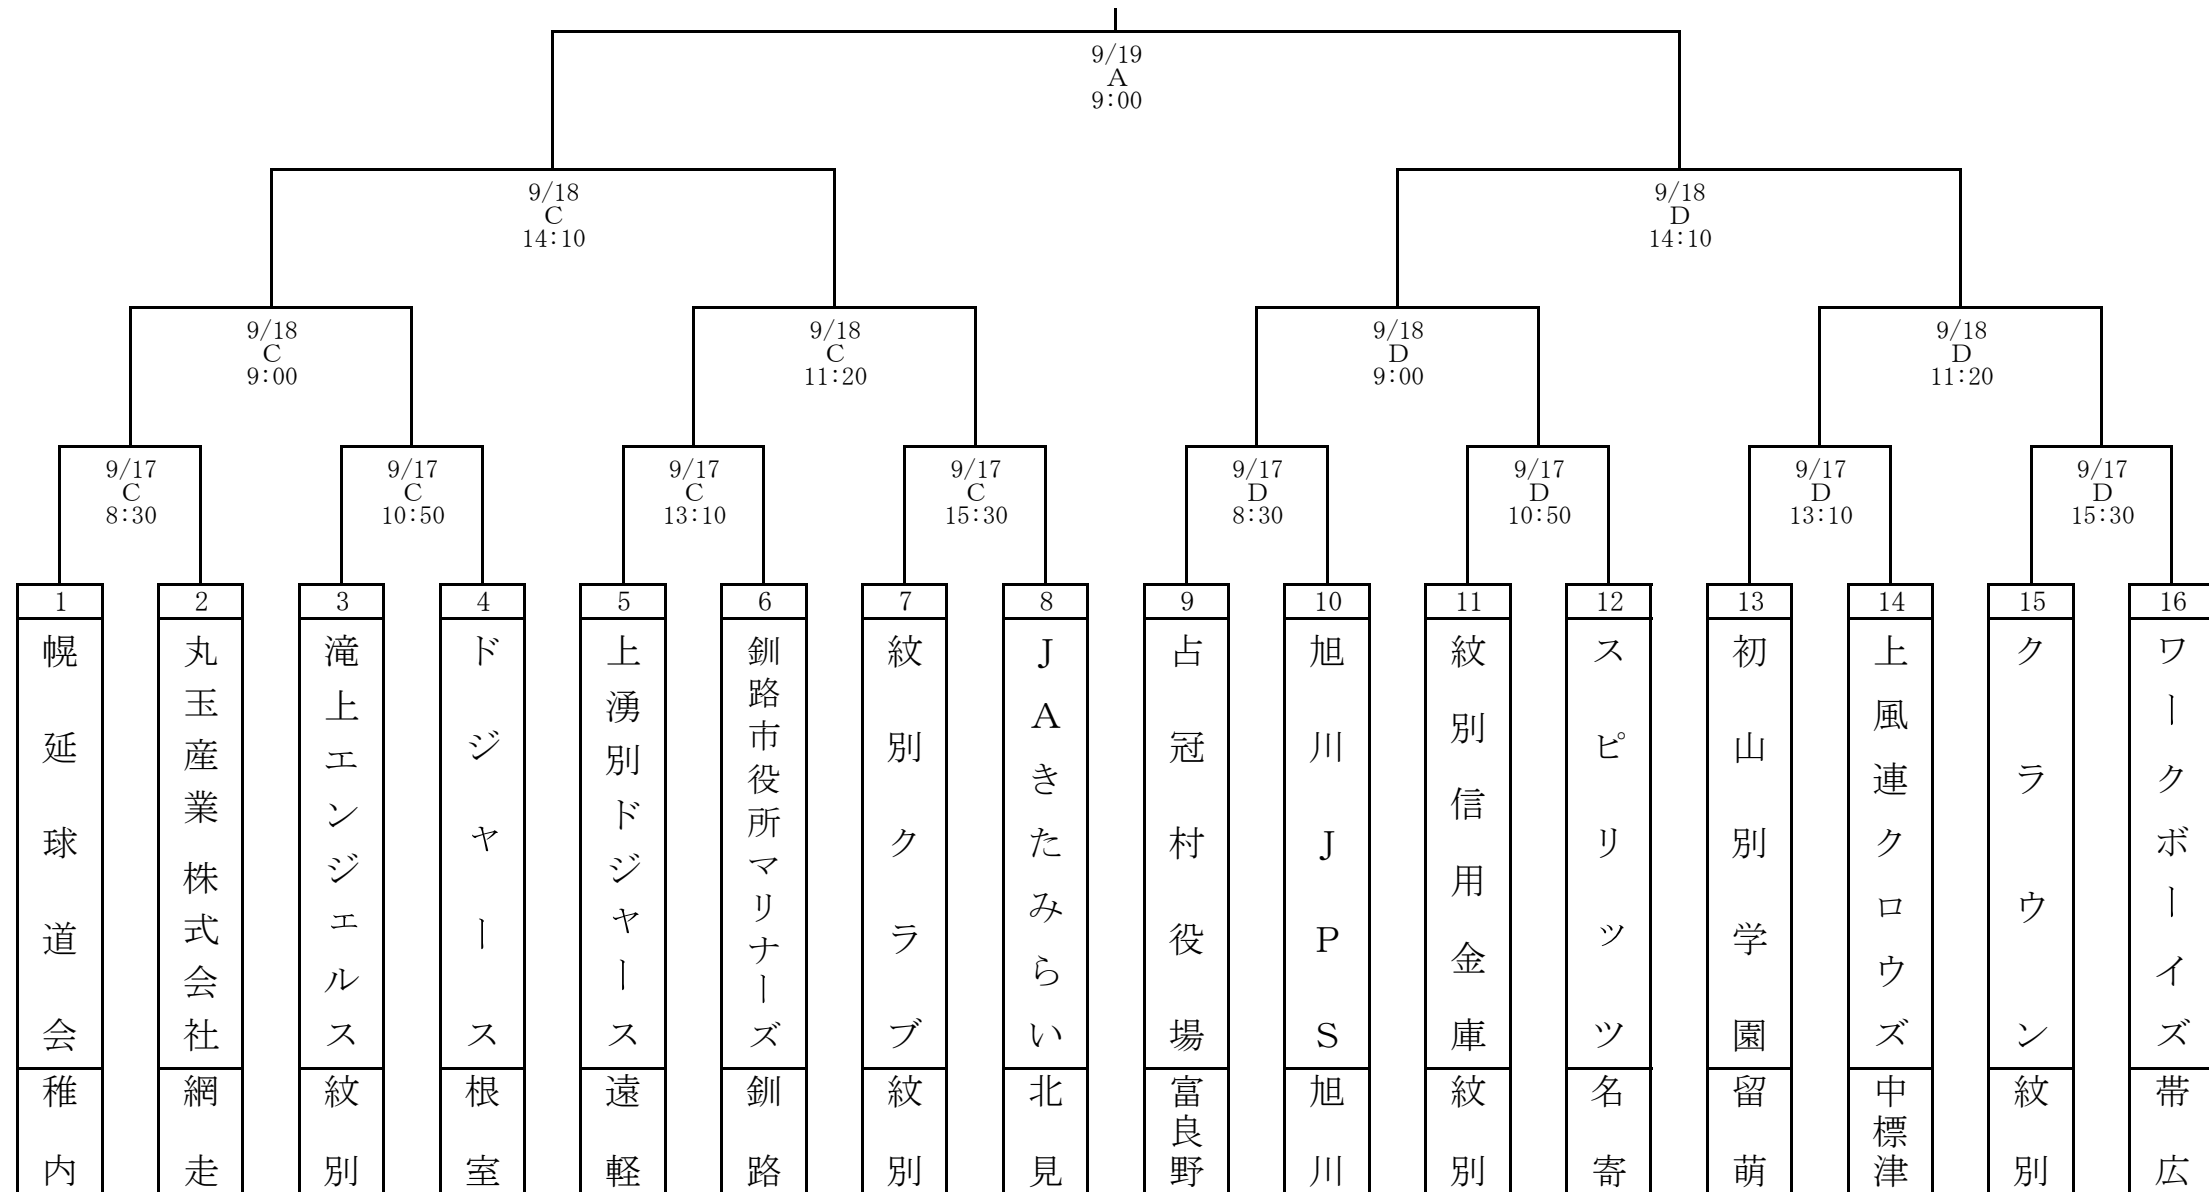 9/19
A
9:00
9/18
C
14:10
9/18
D
14:10
9/18
C
9:00
9/18
C
11:20
9/18
D
9:00
9/18
D
11:20
9/17
C
8:30
9/17
C
10:50
9/17
C
13:10
9/17
C
15:30
9/17
D
8:30
9/17
D
10:50
9/17
D
13:10
9/17
D
15:30
1
幌延球道会
稚内
2
丸玉産業株式会社
網走
3
滝上エンジェルス
紋別
4
ドジャース
根室
5
上湧別ドジャース
遠軽
6
釧路市役所マリナーズ
釧路
7
紋別クラブ
紋別
8
JAきたみらい
北見
9
占冠村役場
富良野
10
旭川JPS
旭川
11
紋別信用金庫
紋別
12
スピリッツ
名寄
13
初山別学園
留萌
14
上風連クロウズ
中標津
15
クラウン
紋別
16
ワークボーイズ
帯広